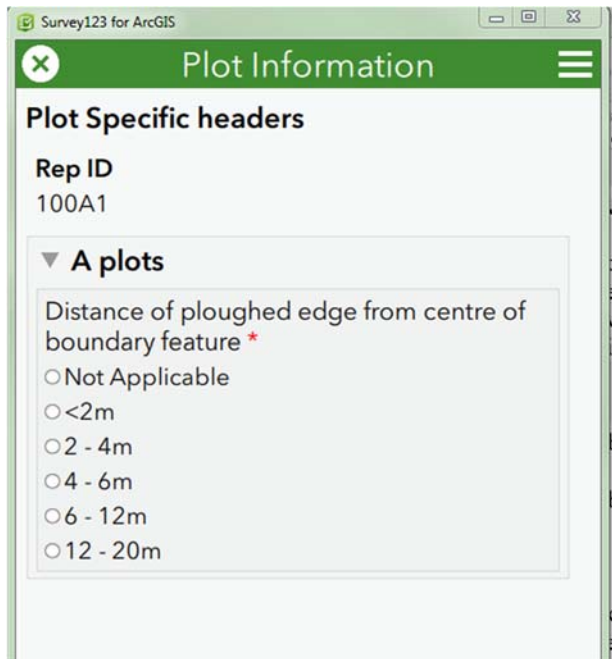 Survey123 for ArcGIS
Plot Information
Plot Specific headers
Rep ID
100A1
A plots
Distance of ploughed edge from centre of
boundary feature *
Not Applicable
<2m
2 - 4m
4 - 6m
6 - 12m
12 - 20m